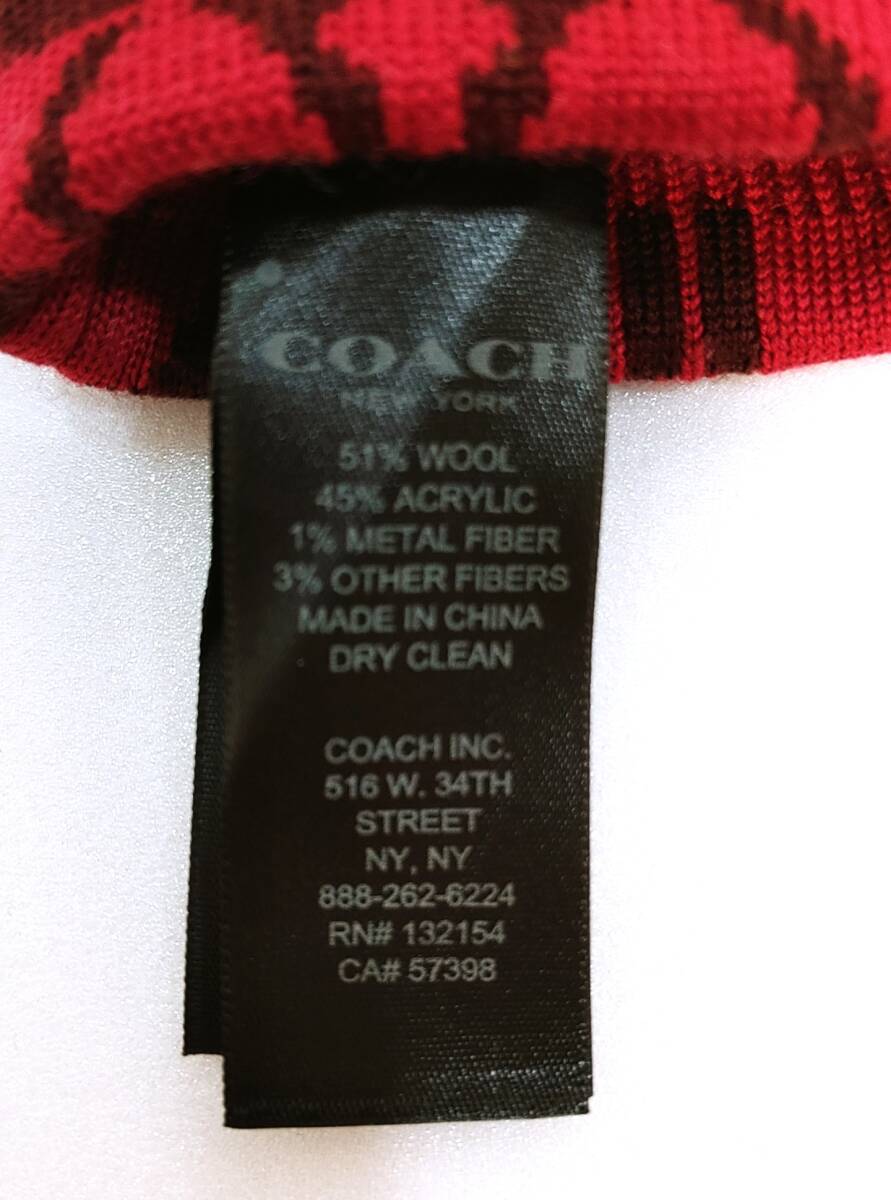 COACH
NEW YORK
51% WOOL
45% ACRYLIC
1% METAL FIBER
3% OTHER FIBERS
MADE IN CHINA
DRY CLEAN
COACH INC.
516 W. 34TH
STREET
NY, NY
888-262-6224
RN# 132154
CA# 57398